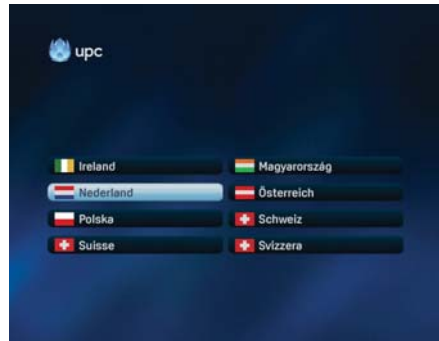 upc
Ireland
Magyarország
Nederland
Österreich
Polska
Schweiz
Suisse
Svizzera